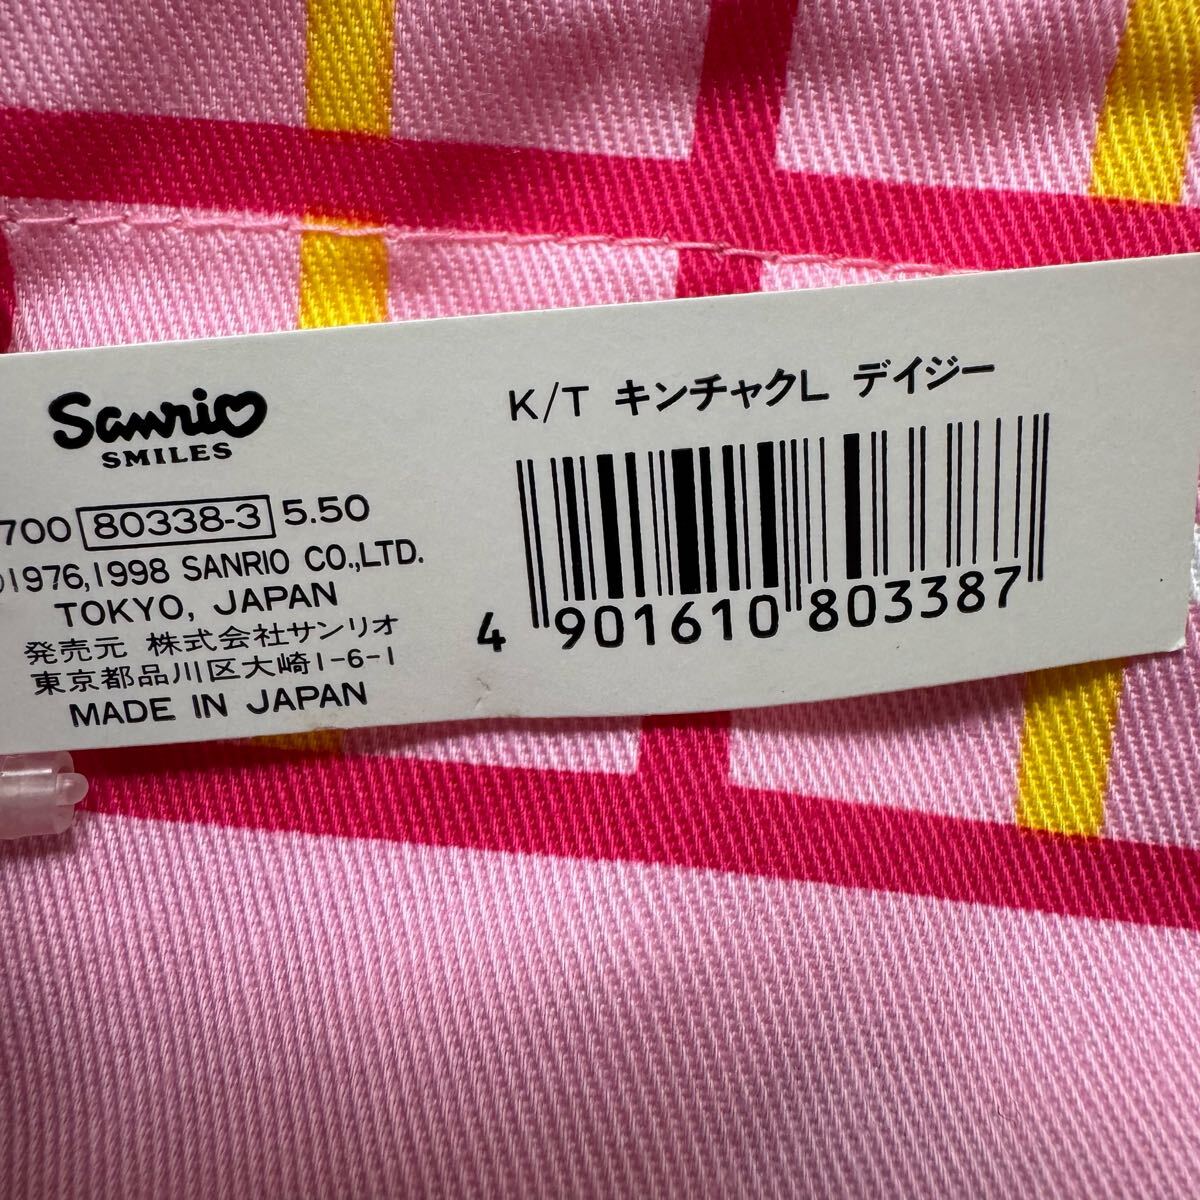 Sanrio
SMILES
700 80338-3 5.50
1976,1998 SANRIO CO.,LTD.
TOKYO, JAPAN
発売元 株式会社サンリオ
東京都品川区大崎1-6-1
MADE IN JAPAN
K/T キンチャクL デイジー
4 901610 803387